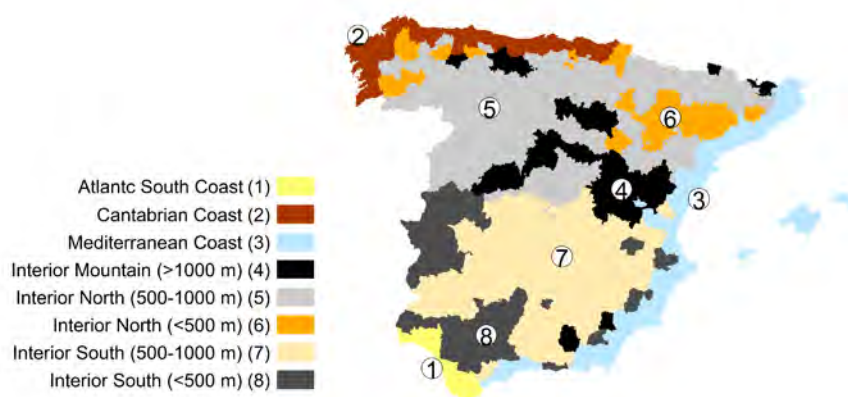 2
5
6
Atlantc South Coast (1)
Cantabrian Coast (2)
4
3
Mediterranean Coast (3)
Interior Mountain (>1000 m) (4)
7
Interior North (500-1000 m) (5)
Interior North (<500 m) (6)
8
Interior South (500-1000 m) (7)
1
Interior South (<500 m) (8)